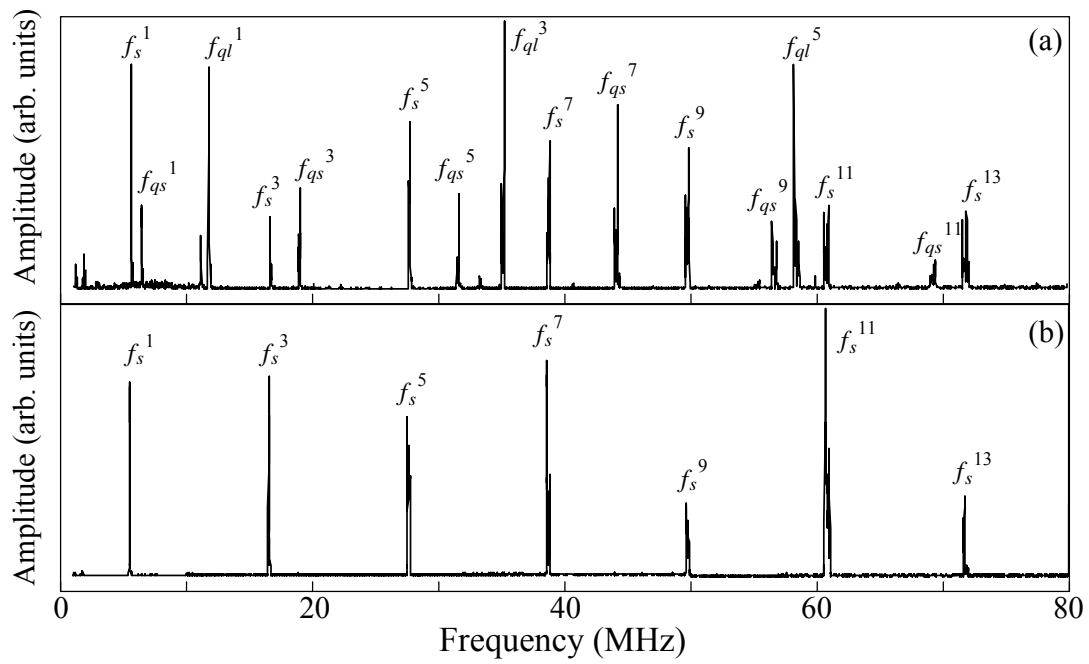 Amplitude (arb. units)
(a)
f_s^1
f_qs^1
f_ql^1
f_s^3
f_qs^3
f_s^5
f_qs^5
f_ql^3
f_s^7
f_qs^7
f_s^9
f_qs^9
f_ql^5
f_s^11
f_qs^11
f_s^13
Amplitude (arb. units)
(b)
f_s^1
f_s^3
f_s^5
f_s^7
f_s^9
f_s^11
f_s^13
0 20 40 60 80
Frequency (MHz)